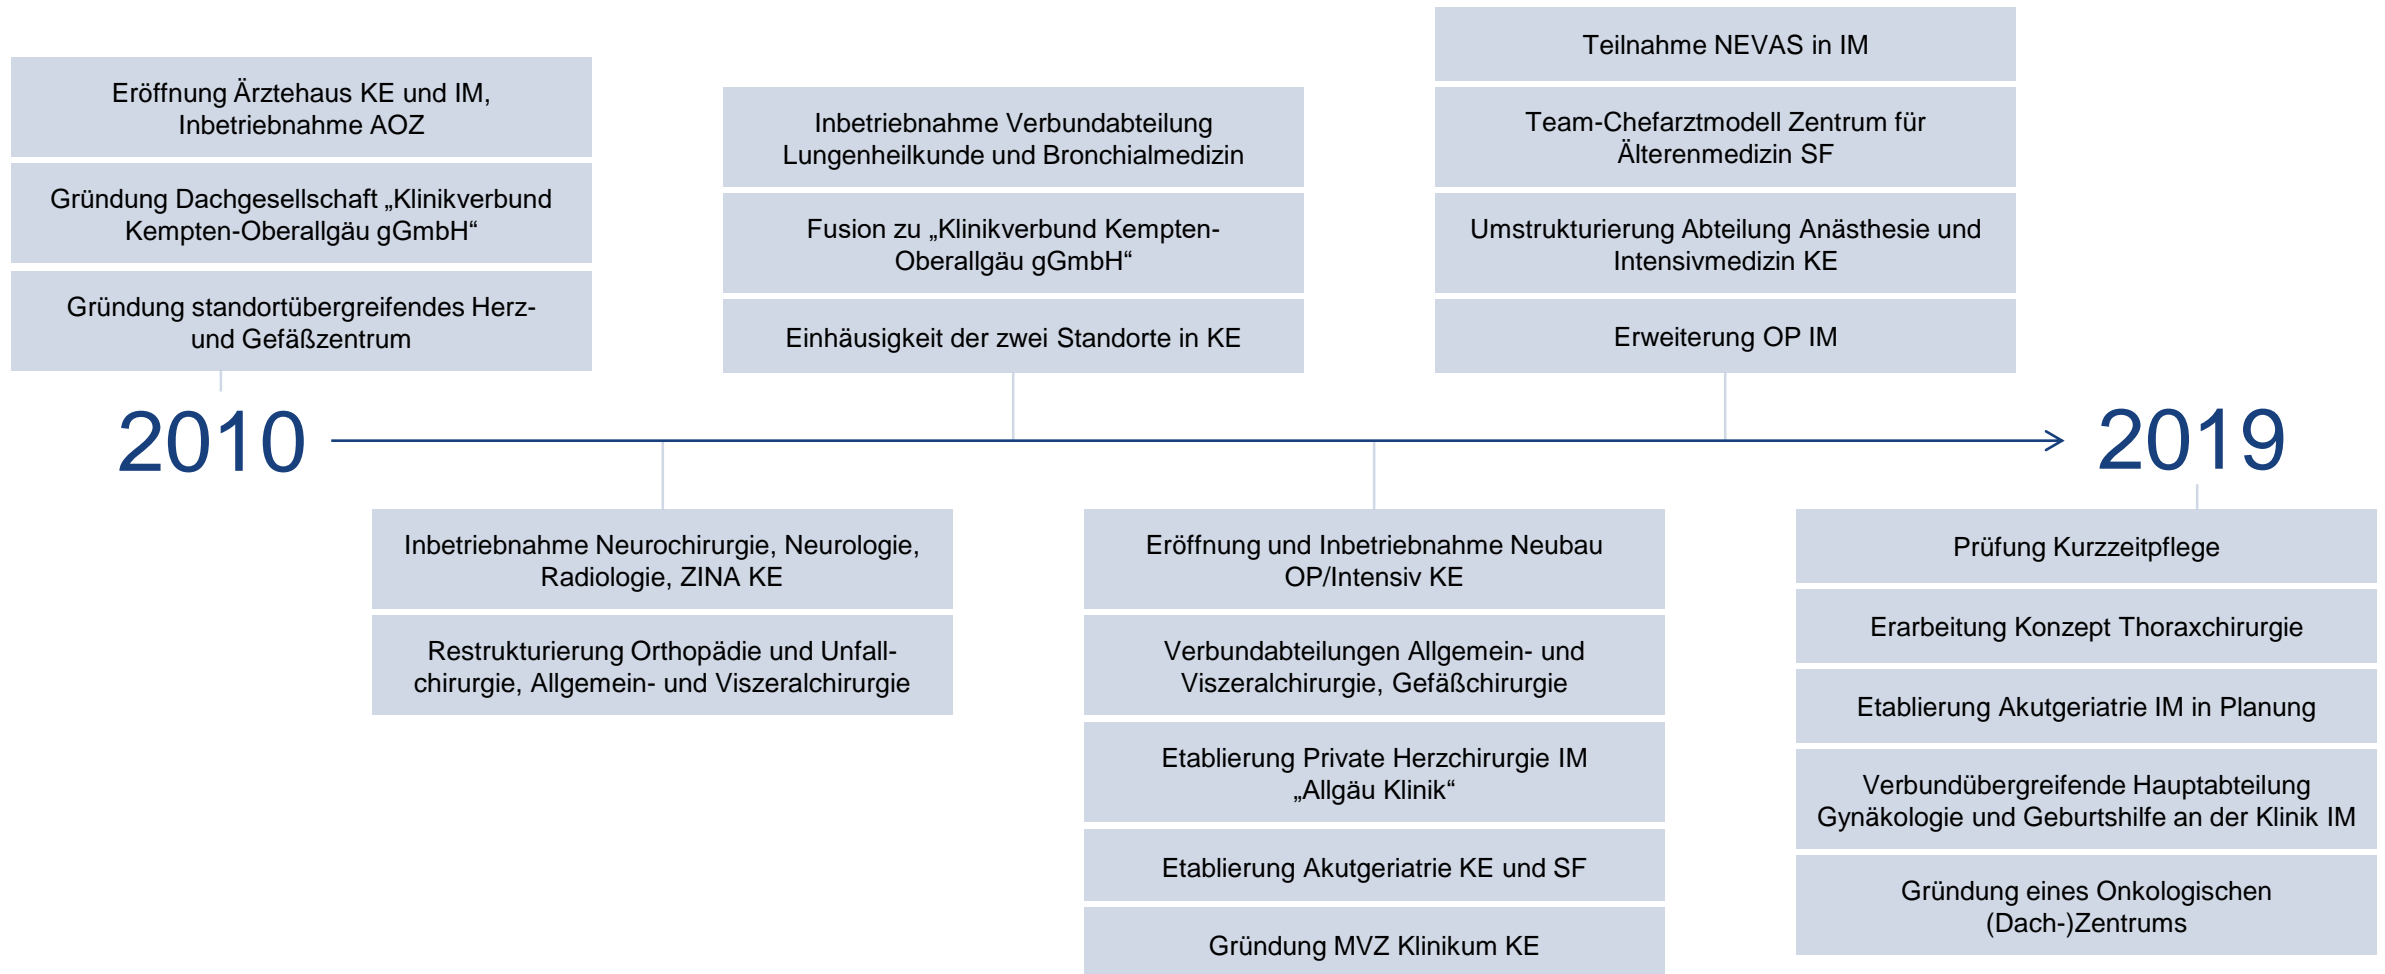 Eröffnung Ärztehaus KE und IM,
Inbetriebnahme AOZ
Gründung Dachgesellschaft „Klinikverbund
Kempten-Oberallgäu gGmbH“
Gründung standortübergreifendes Herz-
und Gefäßzentrum
2010
Inbetriebnahme Neurochirurgie, Neurologie,
Radiologie, ZINA KE
Restrukturierung Orthopädie und Unfall-
chirurgie, Allgemein- und Viszeralchirurgie
Inbetriebnahme Verbundabteilung
Lungenheilkunde und Bronchialmedizin
Fusion zu „Klinikverbund Kempten-
Oberallgäu gGmbH“
Einhäusigkeit der zwei Standorte in KE
Eröffnung und Inbetriebnahme Neubau
OP/Intensiv KE
Verbundabteilungen Allgemein- und
Viszeralchirurgie, Gefäßchirurgie
Etablierung Private Herzchirurgie IM
„Allgäu Klinik“
Etablierung Akutgeriatrie KE und SF
Gründung MVZ Klinikum KE
Teilnahme NEVAS in IM
Team-Chefarztmodell Zentrum für
Älterenmedizin SF
Umstrukturierung Abteilung Anästhesie und
Intensivmedizin KE
Erweiterung OP IM
2019
Prüfung Kurzzeitpflege
Erarbeitung Konzept Thoraxchirurgie
Etablierung Akutgeriatrie IM in Planung
Verbundübergreifende Hauptabteilung
Gynäkologie und Geburtshilfe an der Klinik IM
Gründung eines Onkologischen
(Dach-)Zentrums